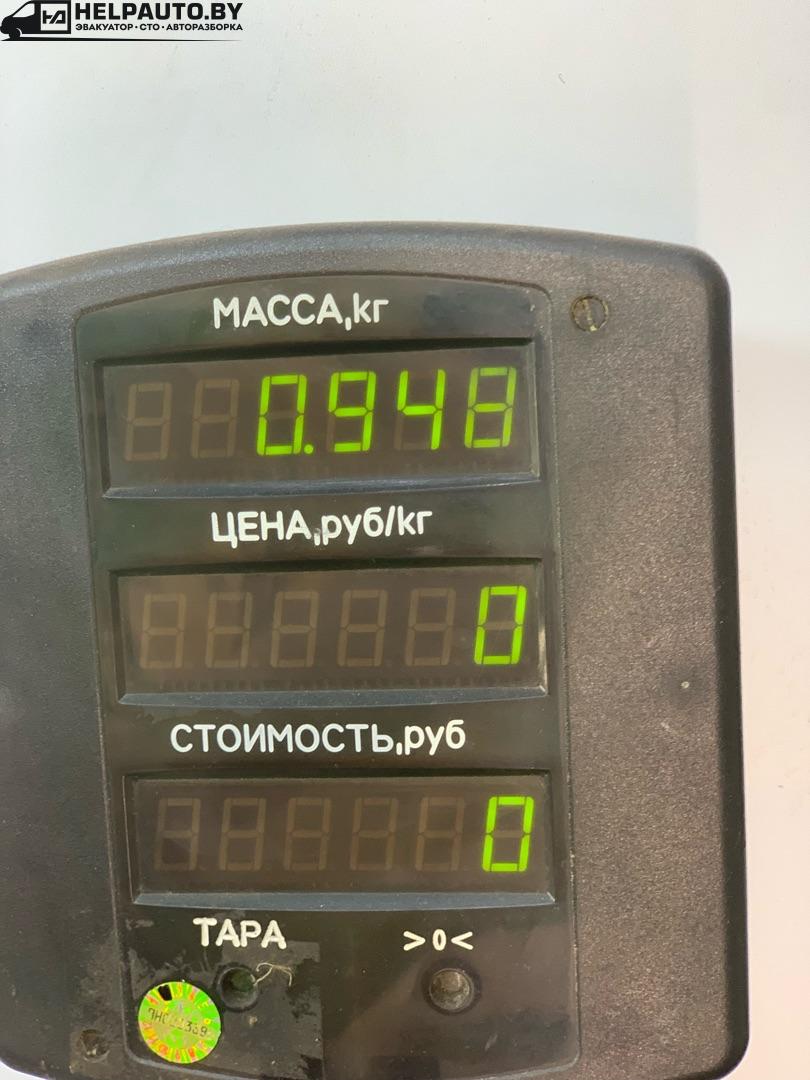 HELPAUTO.BY
ЭВАКУАТОР • СТО • АВТОРАЗБОРКА
МАССА,кг
0.948
ЦЕНА,руб/кг
0
СТОИМОСТЬ,руб
0
ТАРА
>0<